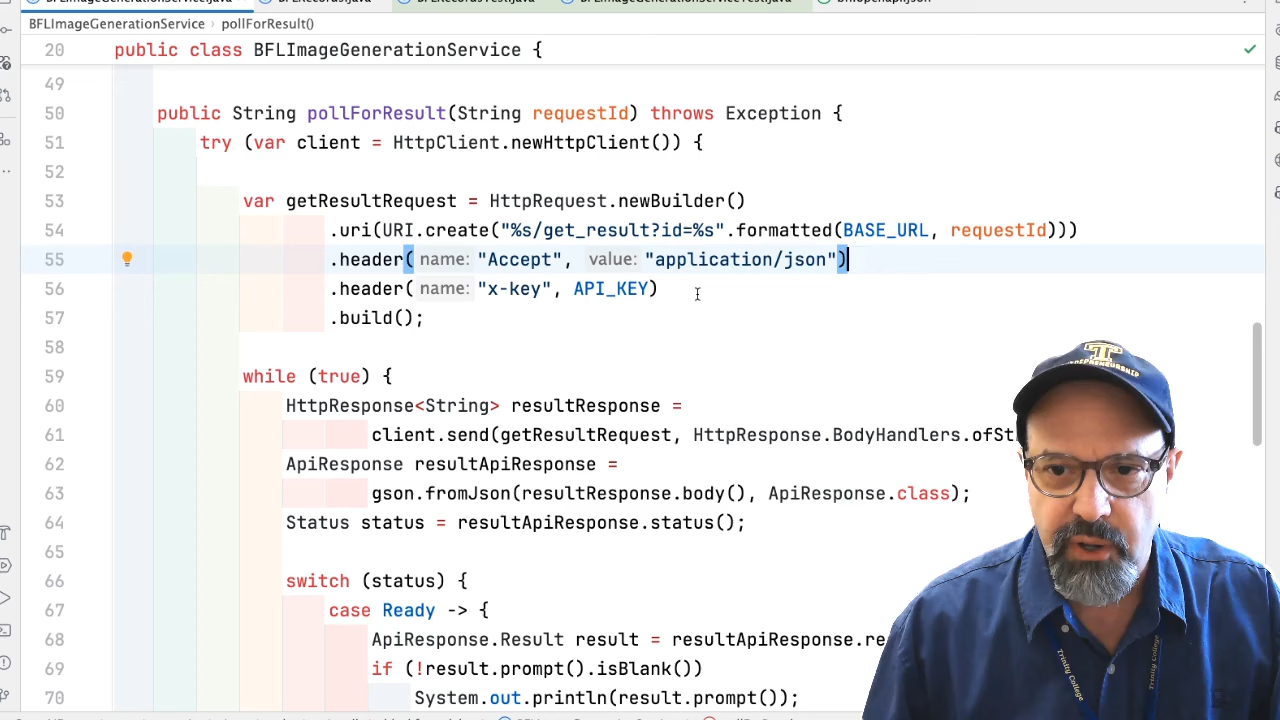 BFLImageGenerationService > pollForResult()
20 public class BFLImageGenerationService {
49
50 public String pollForResult(String requestId) throws Exception {
51 try (var client = HttpClient.newHttpClient()) {
52
53 var getResultRequest = HttpRequest.newBuilder()
54 .uri(URI.create("%s/get_result?id=%s".formatted(BASE_URL, requestId)))
55 .header( name: "Accept", value: "application/json")
56 .header( name: "x-key", API_KEY)
57 .build();
58
59 while (true) {
60 HttpResponse<String> resultResponse =
61 client.send(getResultRequest, HttpResponse.BodyHandlers.ofSt
62 ApiResponse resultApiResponse =
63 gson.fromJson(resultResponse.body(), ApiResponse.class);
64 Status status = resultApiResponse.status();
65
66 switch (status) {
67 case Ready -> {
68 ApiResponse.Result result = resultApiResponse.re
69 if (!result.prompt().isBlank())
70 System.out.println(result.prompt());
T
TREPRENEURSHIP
Trinity College
Trinity College